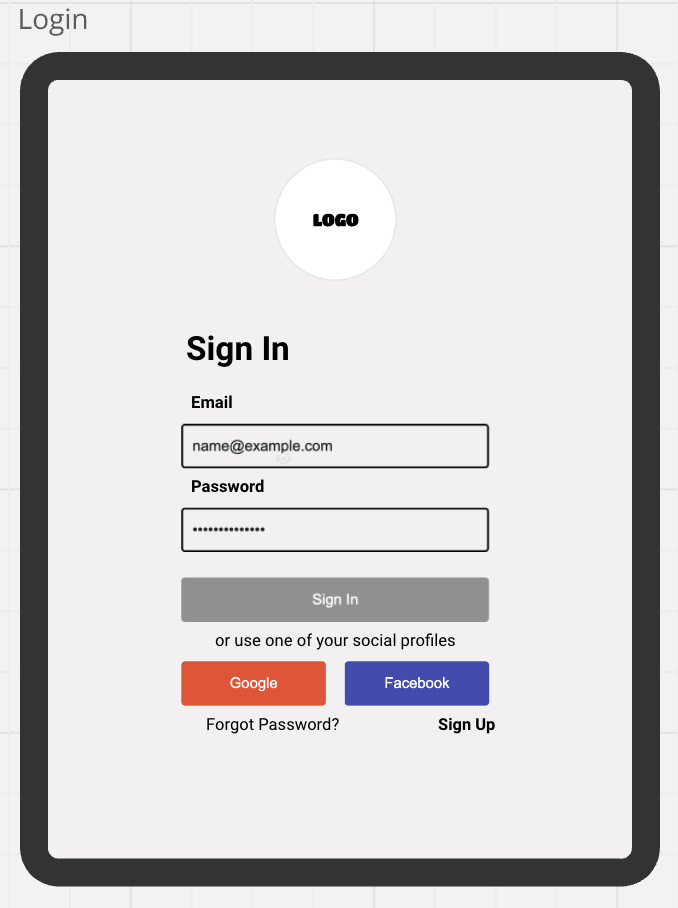 Login
LOGO
Sign In
Email
name@example.com
Password
••••••••••••••
Sign In
or use one of your social profiles
Google Facebook
Forgot Password? Sign Up